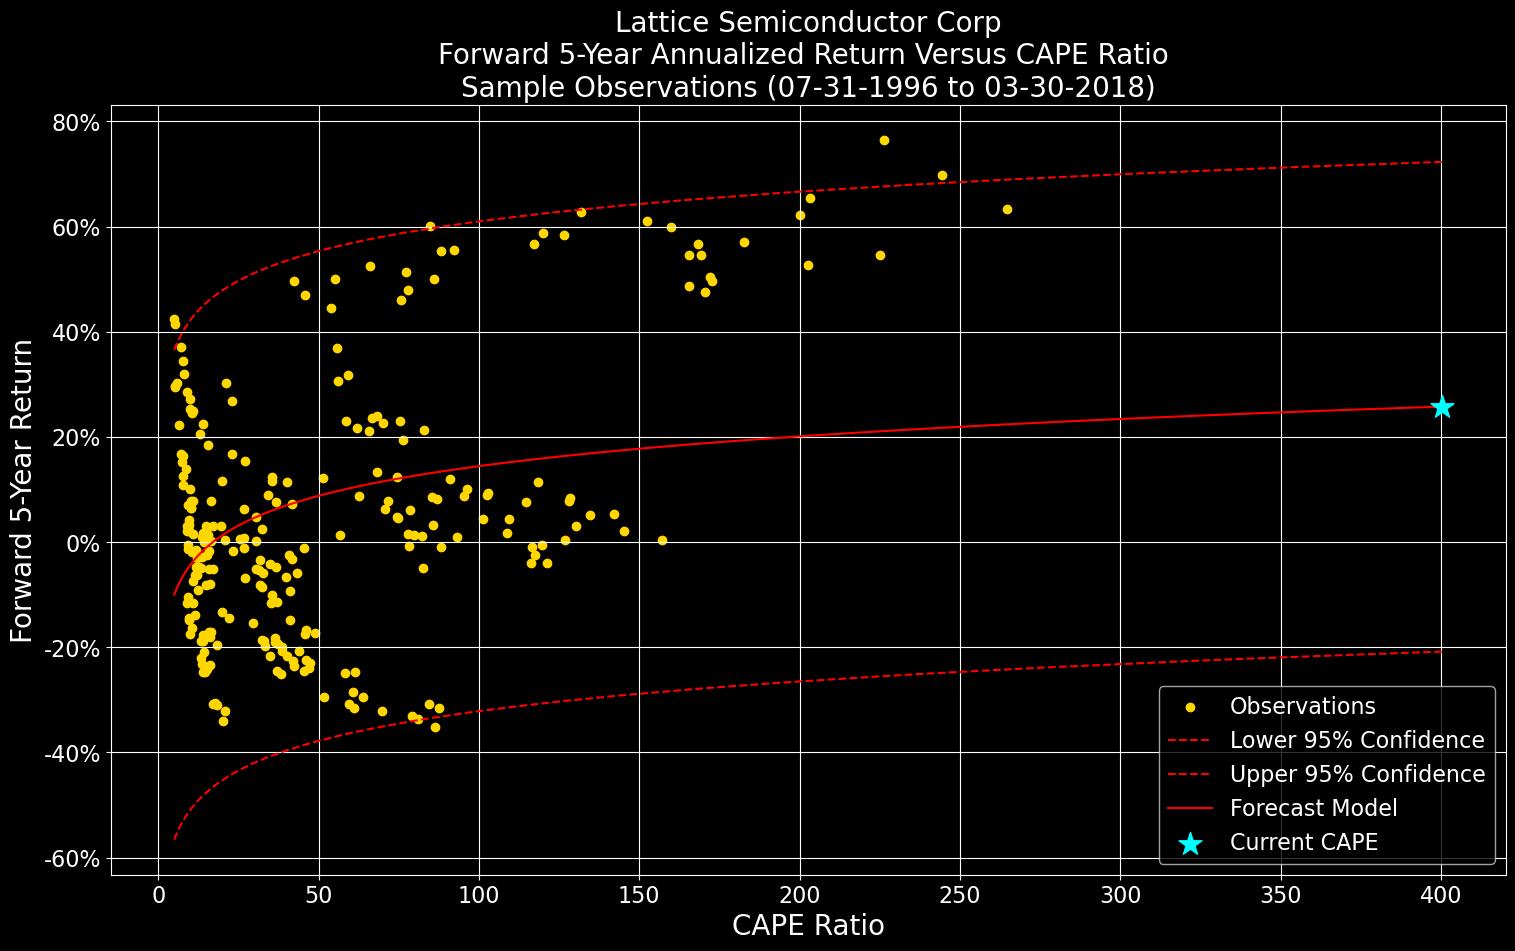 Lattice Semiconductor Corp
Forward 5-Year Annualized Return Versus CAPE Ratio
Sample Observations (07-31-1996 to 03-30-2018)
80%
60%
40%
20%
0%
-20%
-40%
-60%
Forward 5-Year Return
0 50 100 150 200 250 300 350 400
CAPE Ratio
Observations
Lower 95% Confidence
Upper 95% Confidence
Forecast Model
Current CAPE